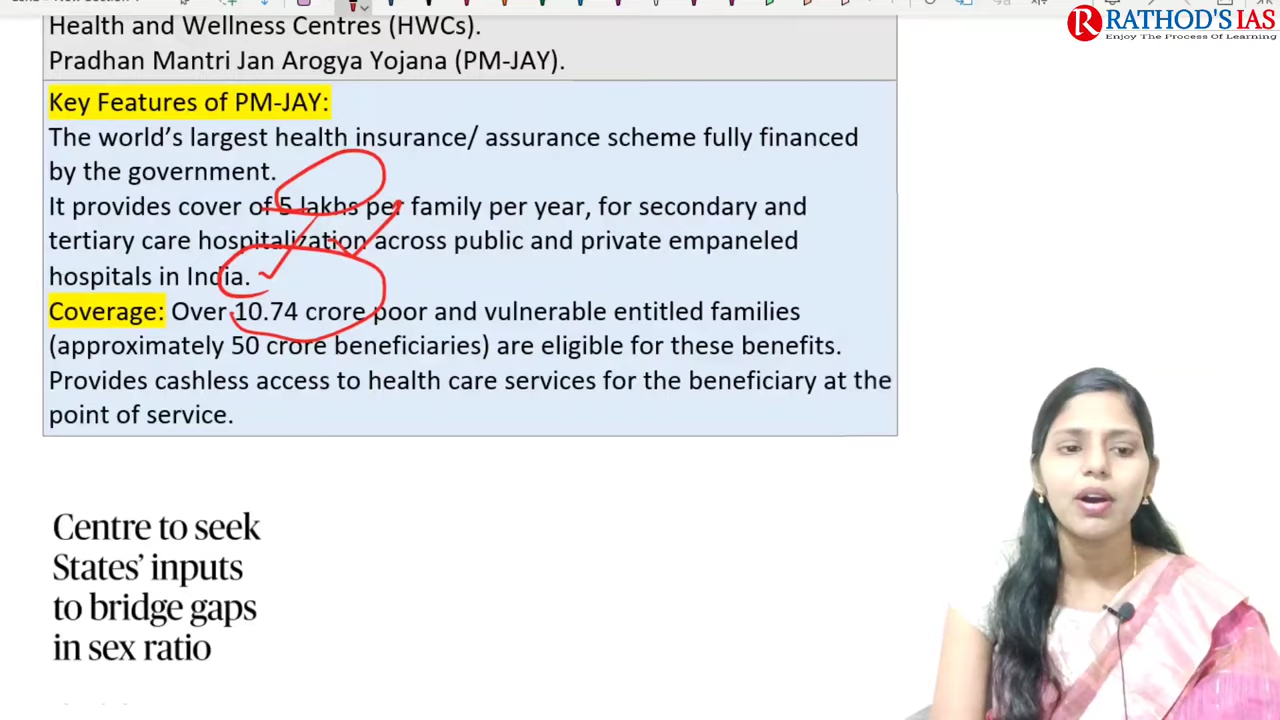 RATHOD'S IAS
Enjoy The Process Of Learning
Health and Wellness Centres (HWCs).
Pradhan Mantri Jan Arogya Yojana (PM-JAY).
Key Features of PM-JAY:
The world’s largest health insurance/ assurance scheme fully financed
by the government.
It provides cover of 5 lakhs per family per year, for secondary and
tertiary care hospitalization across public and private empaneled
hospitals in India.
Coverage: Over 10.74 crore poor and vulnerable entitled families
(approximately 50 crore beneficiaries) are eligible for these benefits.
Provides cashless access to health care services for the beneficiary at the
point of service.
Centre to seek
States’ inputs
to bridge gaps
in sex ratio